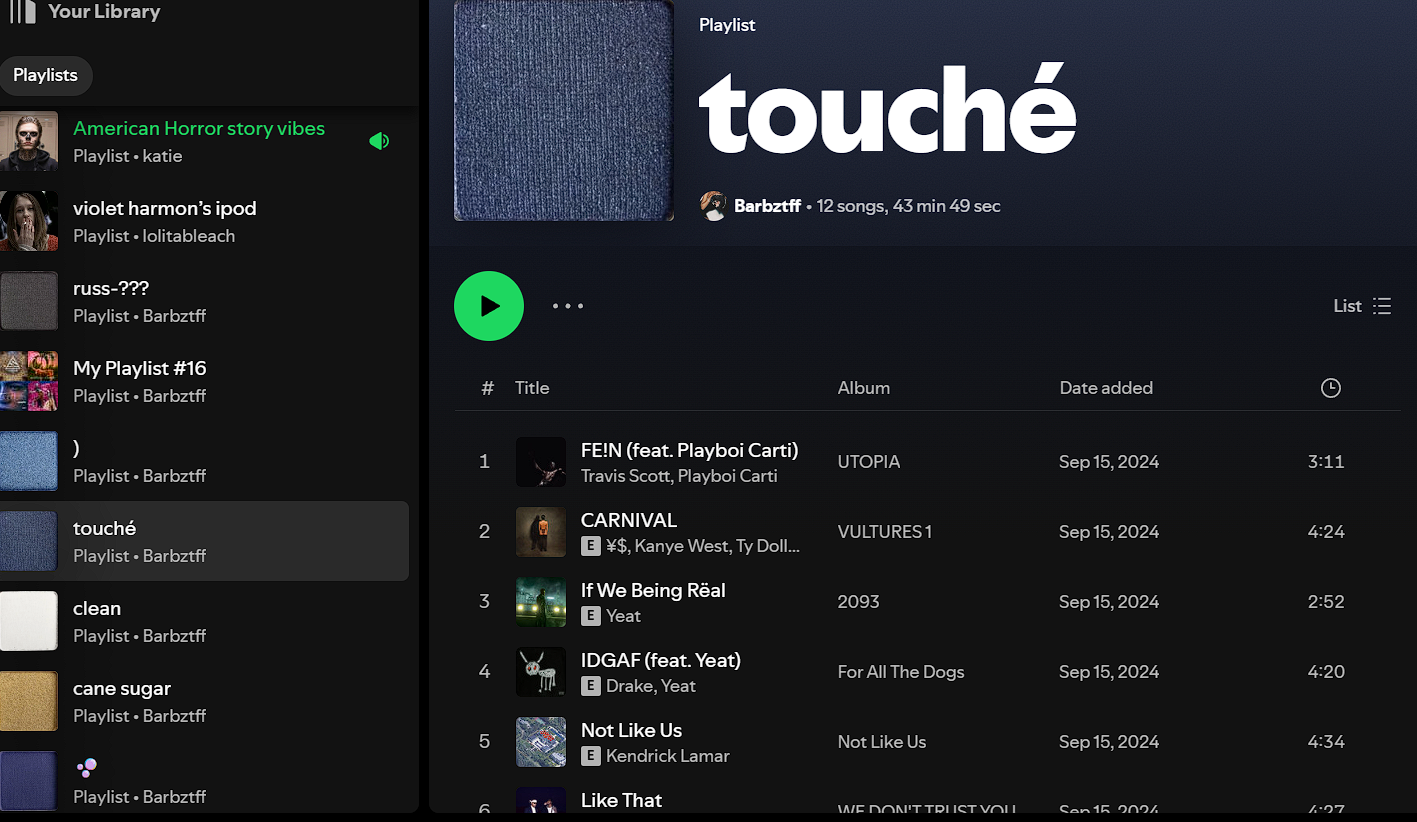 Your Library
Playlists
American Horror story vibes
Playlist • katie
violet harmon's ipod
Playlist • lolitableach
russ-???
Playlist • Barbztff
My Playlist #16
Playlist • Barbztff
)
Playlist • Barbztff
touché
Playlist • Barbztff
clean
Playlist • Barbztff
cane sugar
Playlist • Barbztff
Playlist • Barbztff
Playlist
touché
Barbztff • 12 songs, 43 min 49 sec
List
# Title Album Date added
1 FE!N (feat. Playboi Carti) UTOPIA Sep 15, 2024 3:11
Travis Scott, Playboi Carti
2 CARNIVAL VULTURES 1 Sep 15, 2024 4:24
E ¥$, Kanye West, Ty Doll...
3 If We Being Rëal 2093 Sep 15, 2024 2:52
E Yeat
4 IDGAF (feat. Yeat) For All The Dogs Sep 15, 2024 4:20
E Drake, Yeat
5 Not Like Us Not Like Us Sep 15, 2024 4:34
E Kendrick Lamar
6 Like That WE DON'T TRUST YOU Sep 15, 2024 4:27